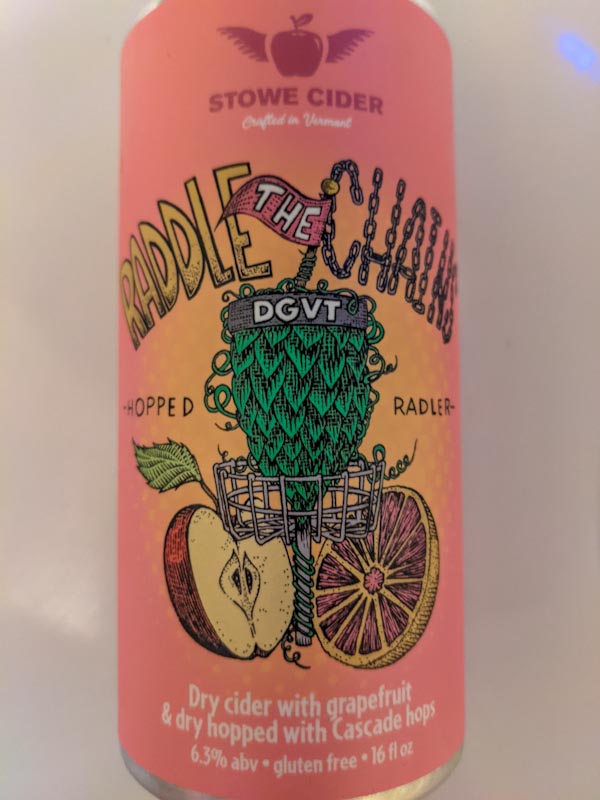 STOWE CIDER
Crafted in Vermont
RADDLE THE CHAINS
DGVT
-HOPPED RADLER-
Dry cider with grapefruit
& dry hopped with Cascade hops
6.3% abv • gluten free • 16 fl oz